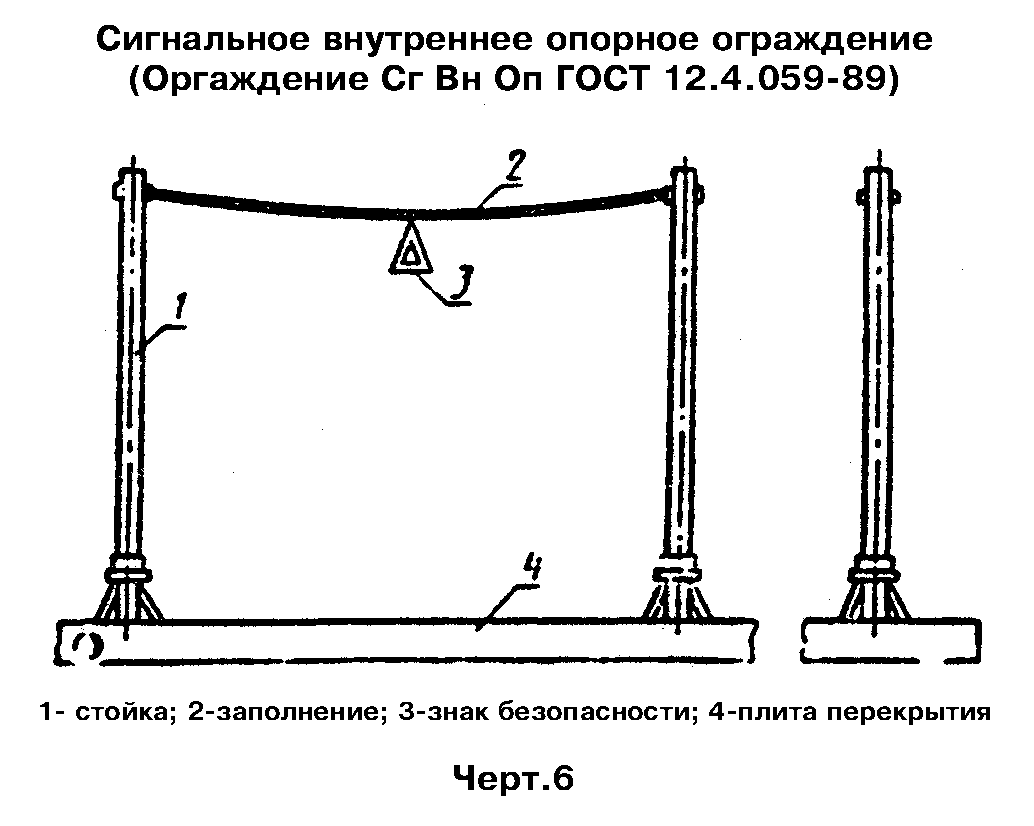 Сигнальное внутреннее опорное ограждение
(Оргаждение Сг Вн Оп ГОСТ 12.4.059-89)
2
3
1
4
1- стойка; 2-заполнение; 3-знак безопасности; 4-плита перекрытия
Черт.6